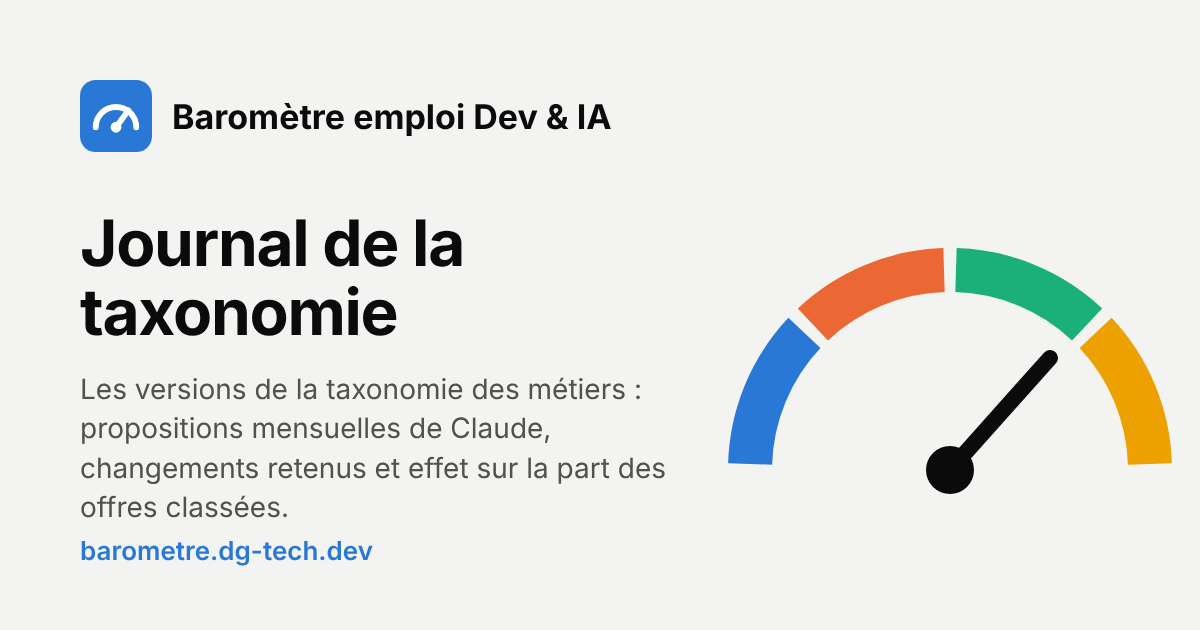 Baromètre emploi Dev & IA
Journal de la
taxonomie
Les versions de la taxonomie des métiers :
propositions mensuelles de Claude,
changements retenus et effet sur la part des
offres classées.
barometre.dg-tech.dev